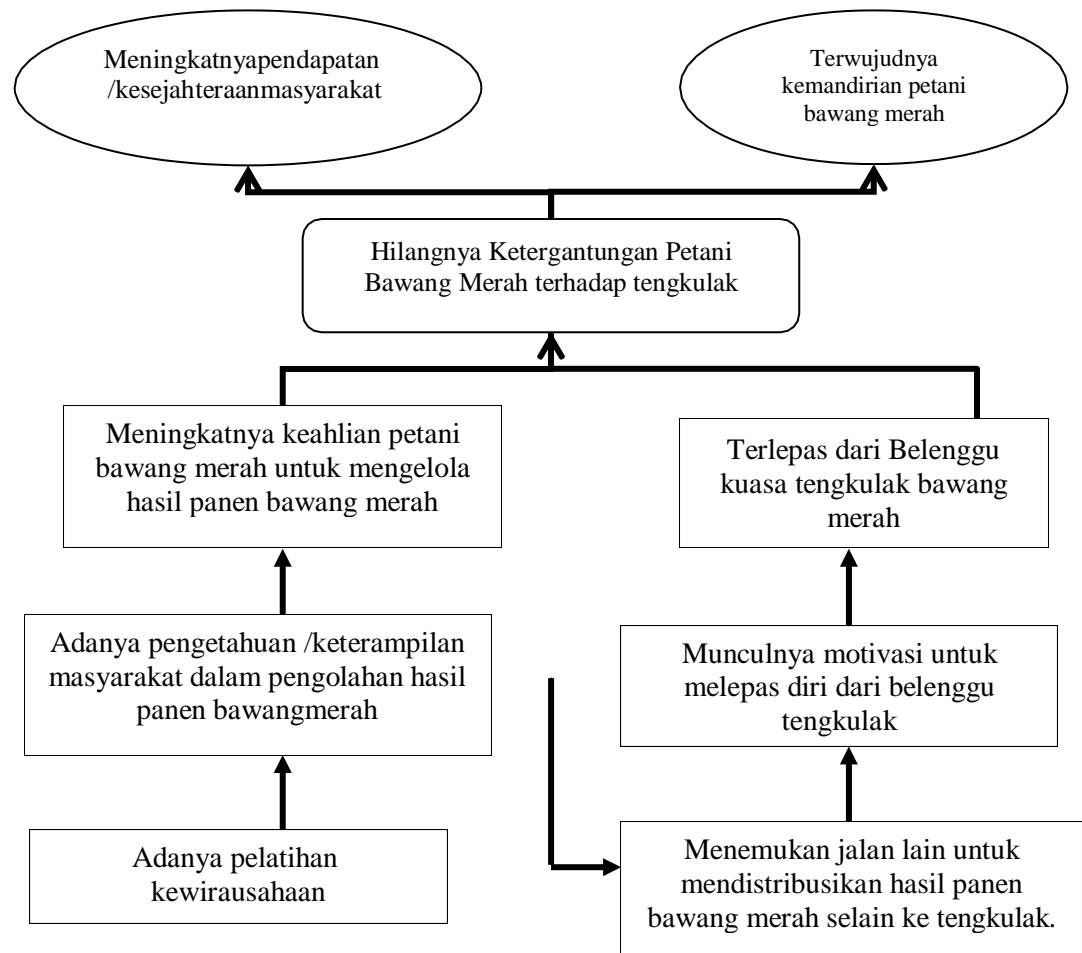 Meningkatnyapendapatan
/kesejahteraanmasyarakat
Terwujudnya
kemandirian petani
bawang merah
Hilangnya Ketergantungan Petani
Bawang Merah terhadap tengkulak
Meningkatnya keahlian petani
bawang merah untuk mengelola
hasil panen bawang merah
Terlepas dari Belenggu
kuasa tengkulak bawang
merah
Adanya pengetahuan /keterampilan
masyarakat dalam pengolahan hasil
panen bawangmerah
Munculnya motivasi untuk
melepas diri dari belenggu
tengkulak
Adanya pelatihan
kewirausahaan
Menemukan jalan lain untuk
mendistribusikan hasil panen
bawang merah selain ke tengkulak.